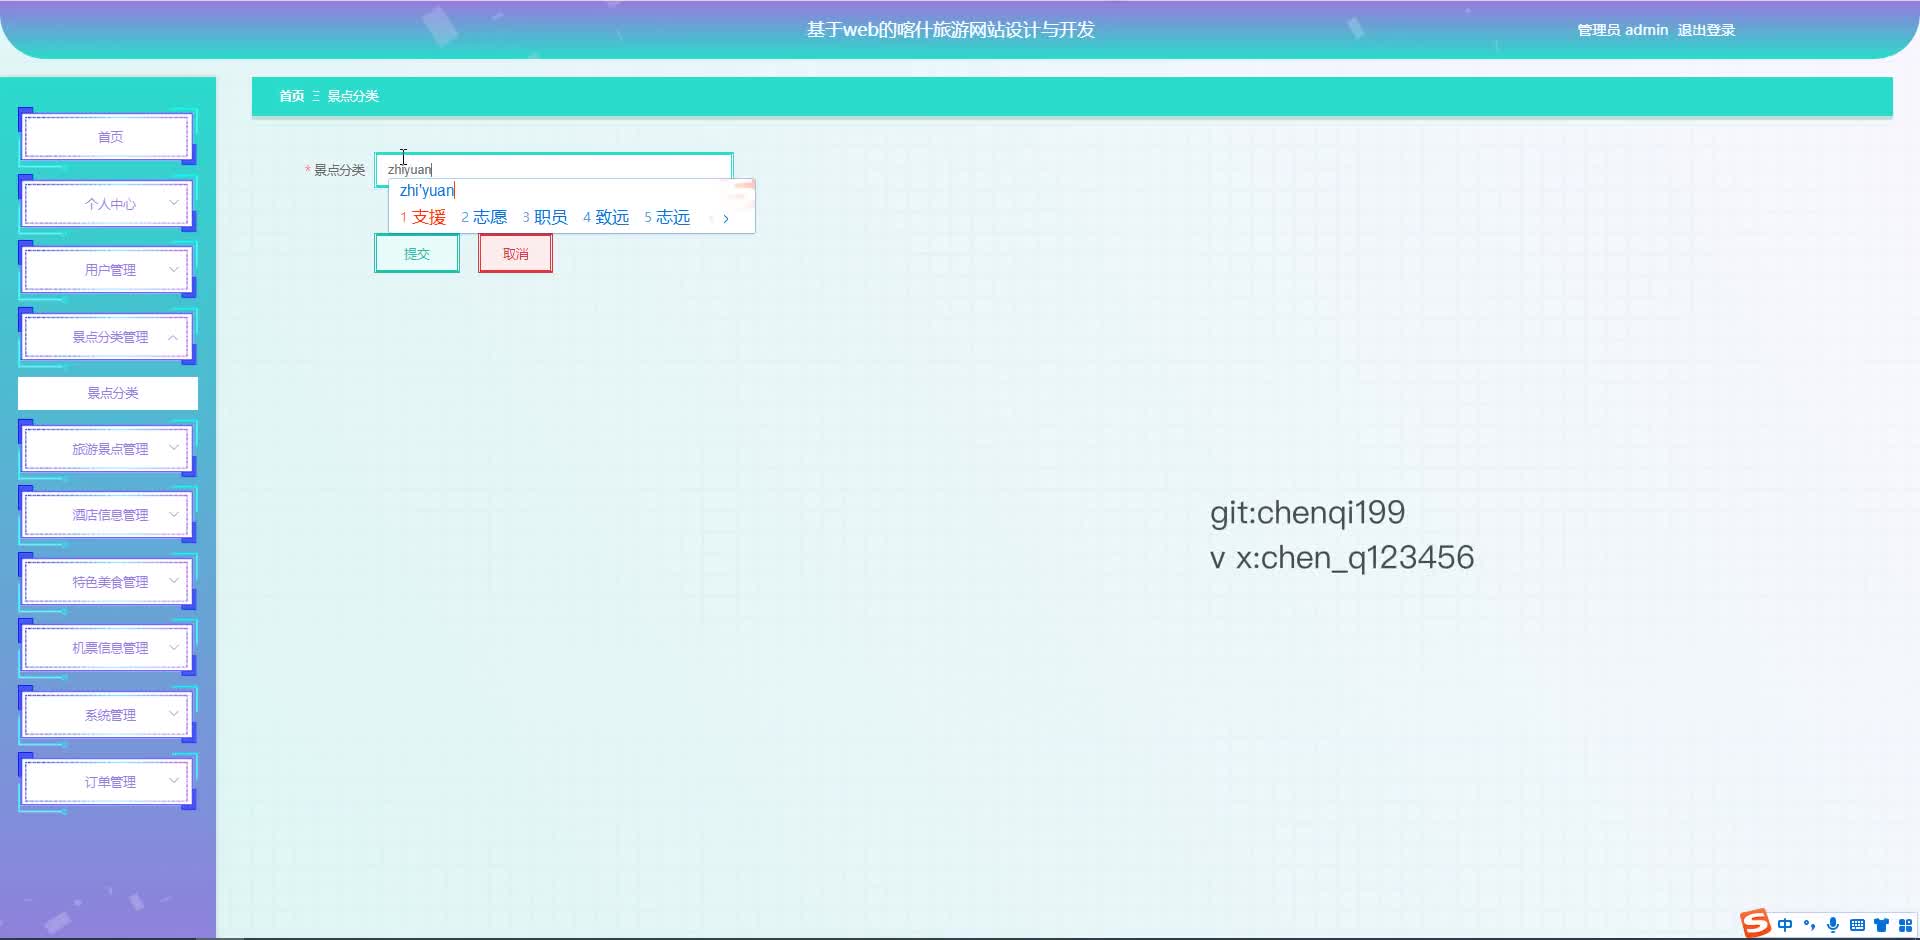 基于web的喀什旅游网站设计与开发
管理员 admin 退出登录
首页 景点分类
首页
个人中心
用户管理
景点分类管理
景点分类
旅游景点管理
酒店信息管理
特色美食管理
机票信息管理
系统管理
订单管理
* 景点分类 zhiyuan
zhi'yuan
1 支援 2 志愿 3 职员 4 致远 5 志远
提交 取消
git:chenqi199
v x:chen_q123456
中